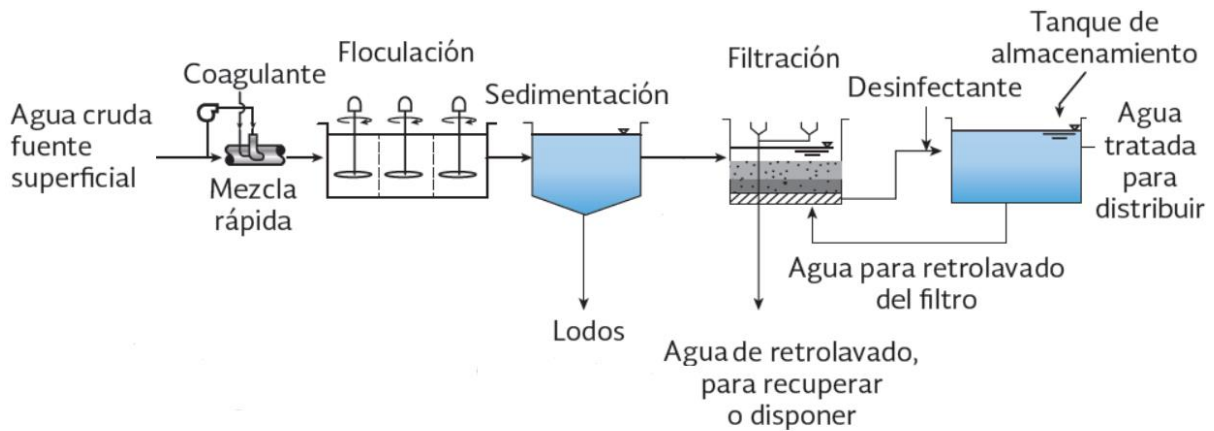 Agua cruda
fuente
superficial
Coagulante
Mezcla
rápida
Floculación
Sedimentación
Lodos
Filtración
Agua de retrolavado,
para recuperar
o disponer
Desinfectante
Agua para retrolavado
del filtro
Tanque de
almacenamiento
Agua
tratada
para
distribuir